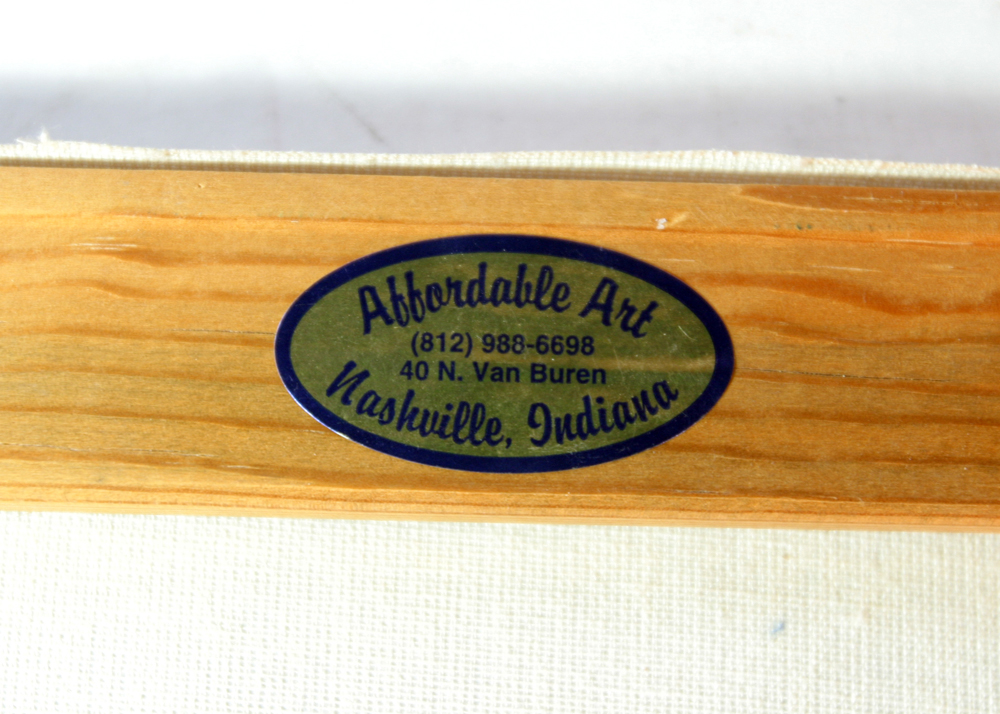 Affordable Art
(812) 988-6698
40 N. Van Buren
Nashville, Indiana